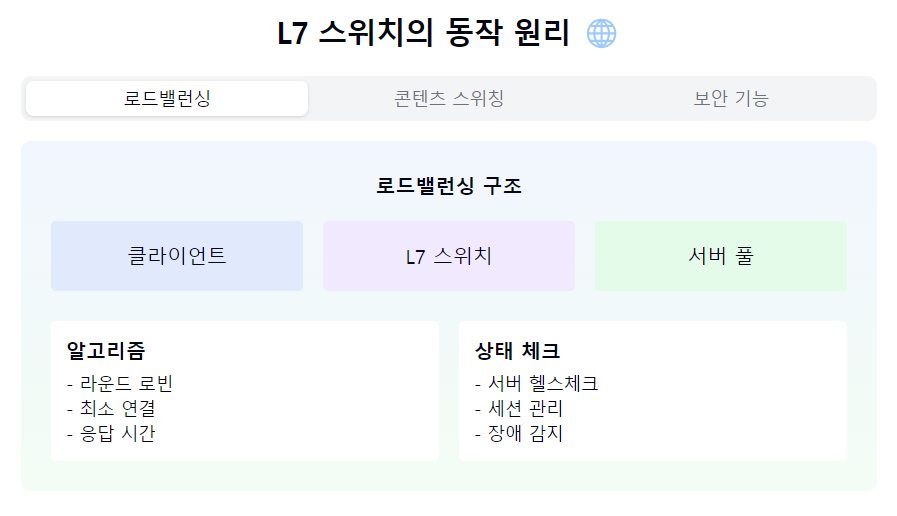 L7 스위치의 동작 원리
로드밸런싱
콘텐츠 스위칭
보안 기능
로드밸런싱 구조
클라이언트
L7 스위치
서버 풀
알고리즘
- 라운드 로빈
- 최소 연결
- 응답 시간
상태 체크
- 서버 헬스체크
- 세션 관리
- 장애 감지